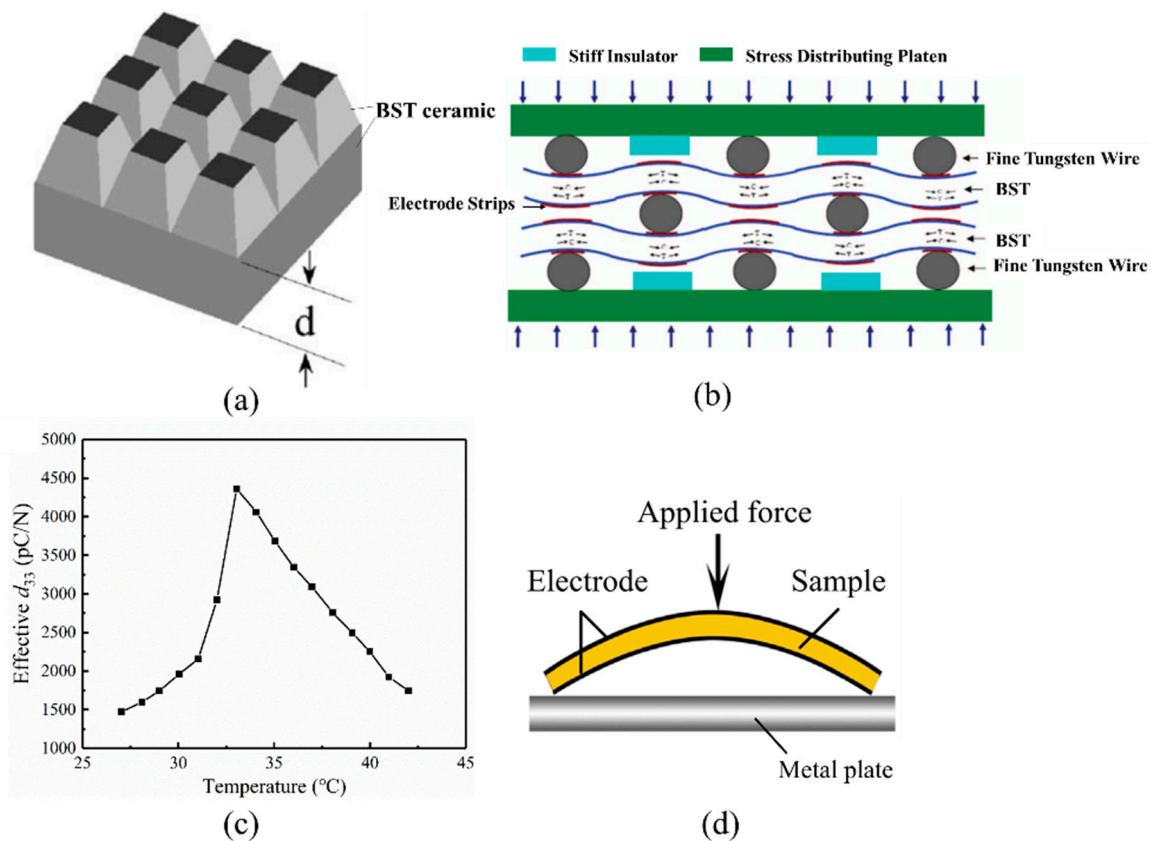 BST ceramic
d
(a)
Stiff Insulator
Stress Distributing Platen
Fine Tungsten Wire
BST
Electrode Strips
BST
Fine Tungsten Wire
T
C
C
T
(b)
5000
4500
4000
3500
3000
2500
2000
1500
1000
Effective d33 (pC/N)
25
30
35
40
45
Temperature (℃)
(c)
Applied force
Electrode
Sample
Metal plate
(d)